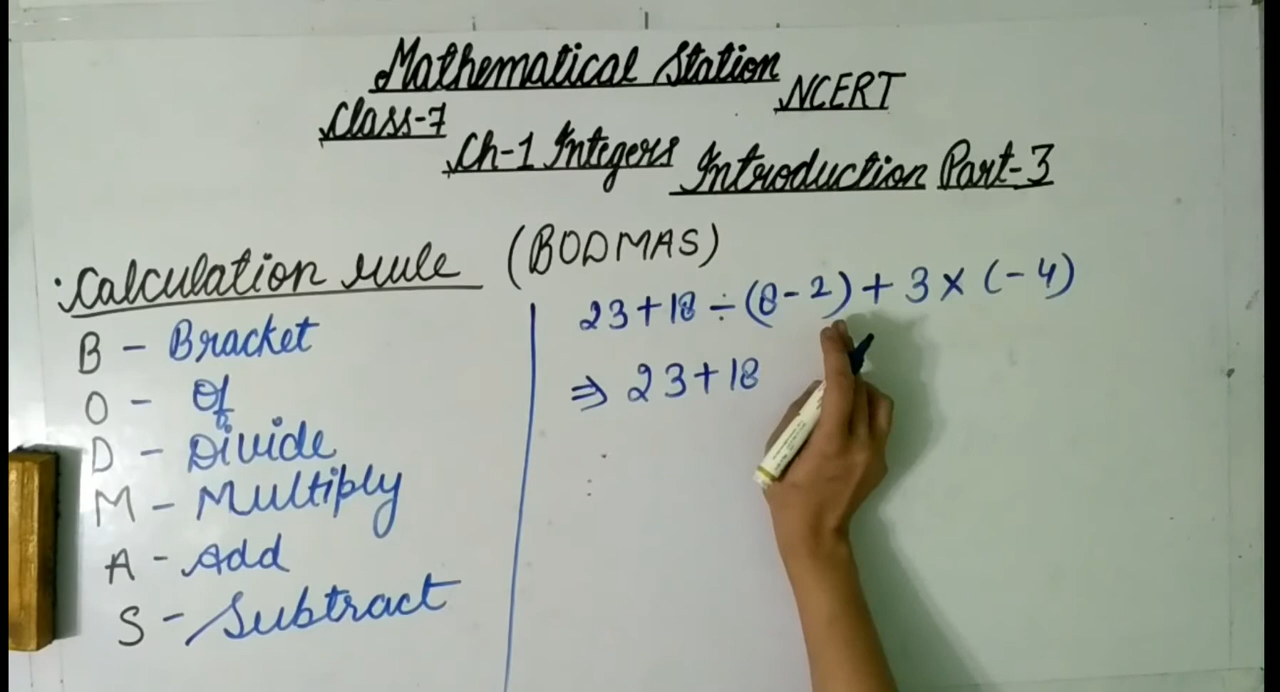 Mathematical Station
Class-7
NCERT
Ch-1 Integers Introduction Part-3
Calculation rule (BODMAS)
B - Bracket
O - Of
D - Divide
M - Multiply
A - Add
S - Subtract
23+18÷(8-2)+3×(-4)
⇒ 23+18